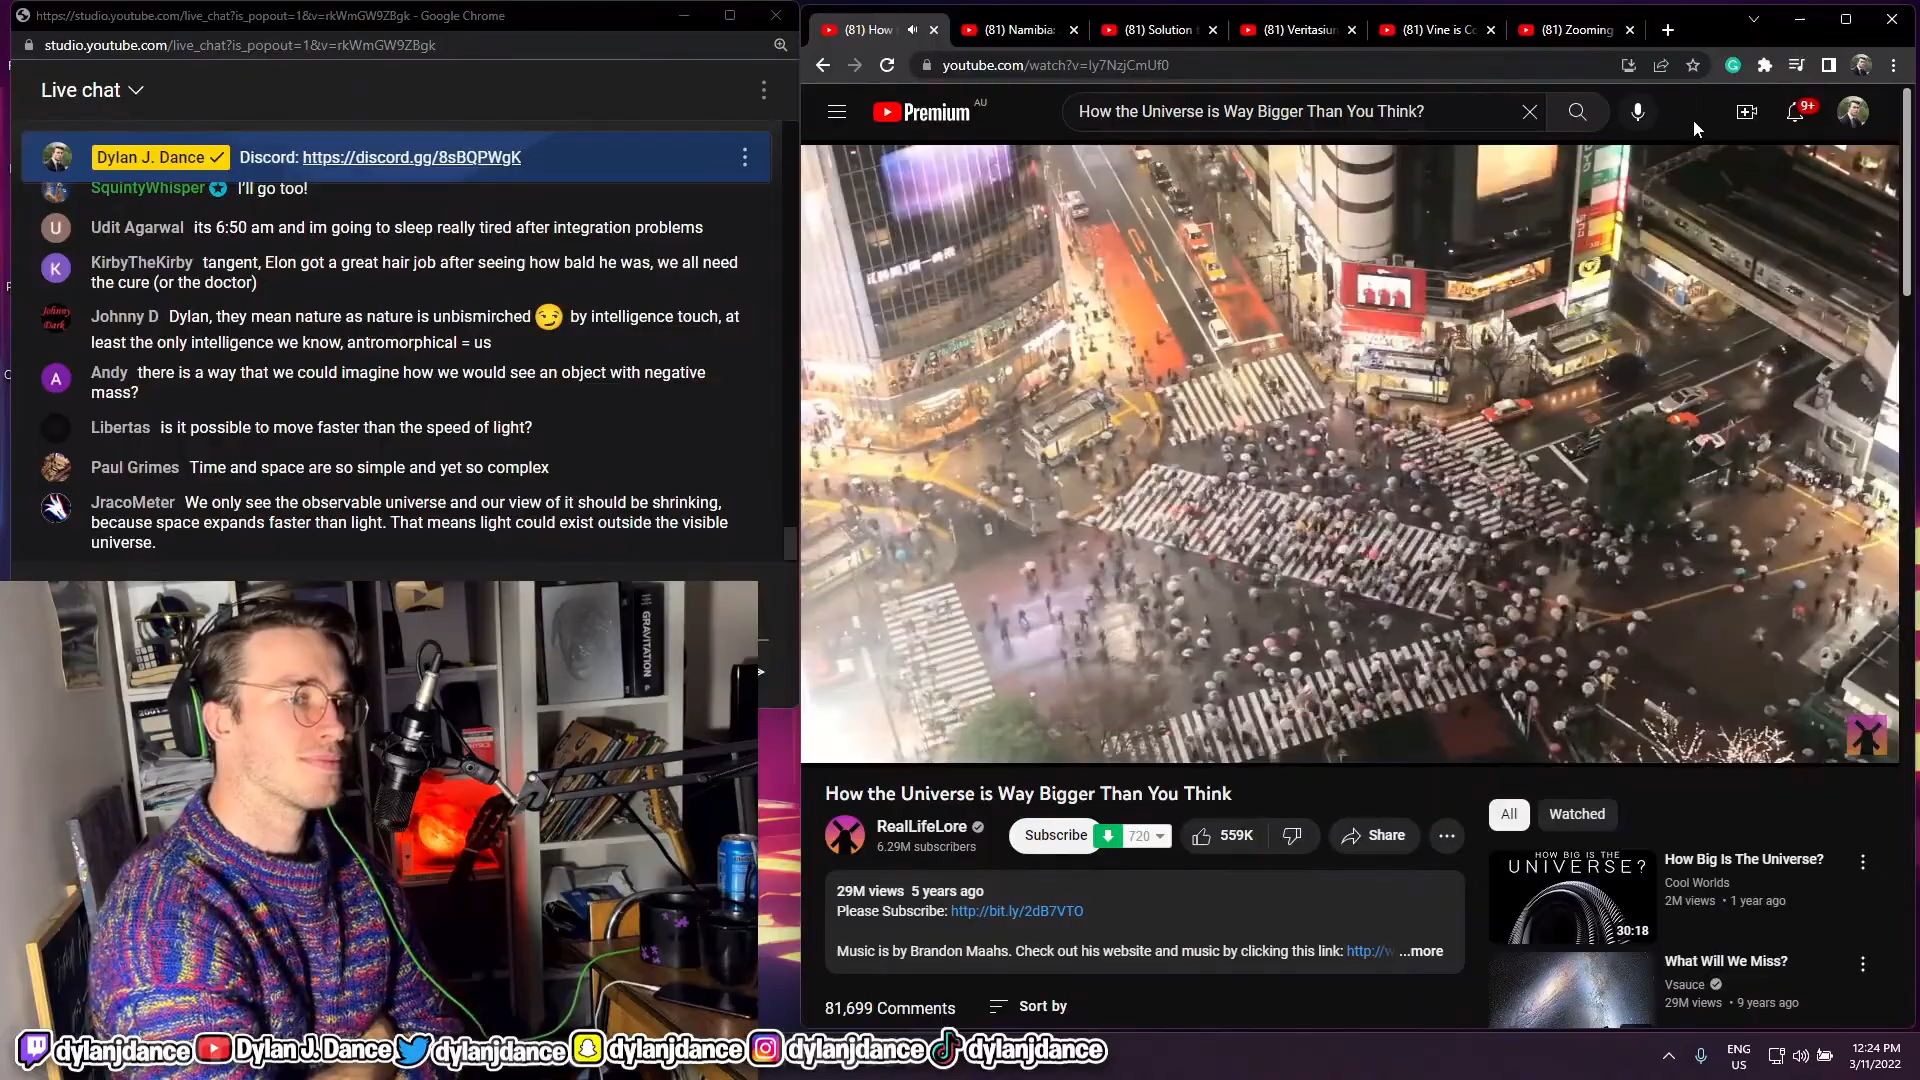 https://studio.youtube.com/live_chat?is_popout=1&v=rkWmGW9ZBgk - Google Chrome
studio.youtube.com/live_chat?is_popout=1&v=rkWmGW9ZBgk
Live chat
Dylan J. Dance Discord: https://discord.gg/8sBQPWgK
SquintyWhisper I'll go too!
U Udit Agarwal its 6:50 am and im going to sleep really tired after integration problems
K KirbyTheKirby tangent, Elon got a great hair job after seeing how bald he was, we all need
the cure (or the doctor)
Johnny D Dylan, they mean nature as nature is unbismirched 😏 by intelligence touch, at
least the only intelligence we know, antromorphical = us
A Andy there is a way that we could imagine how we would see an object with negative
mass?
Libertas is it possible to move faster than the speed of light?
Paul Grimes Time and space are so simple and yet so complex
JracoMeter We only see the observable universe and our view of it should be shrinking,
because space expands faster than light. That means light could exist outside the visible
universe.
GRAVITATION
PHYSICS
2001
(81) How
(81) Namibia:
(81) Solution t
(81) Veritasiun
(81) Vine is Co
(81) Zooming
youtube.com/watch?v=Iy7NzjCmUf0
Premium AU
How the Universe is Way Bigger Than You Think?
9+
TAXI
How the Universe is Way Bigger Than You Think
RealLifeLore
6.29M subscribers
Subscribe
720
559K
Share
29M views 5 years ago
Please Subscribe: http://bit.ly/2dB7VTO
Music is by Brandon Maahs. Check out his website and music by clicking this link: http://w ...more
81,699 Comments
Sort by
All
Watched
HOW BIG IS THE
UNIVERSE?
30:18
How Big Is The Universe?
Cool Worlds
2M views • 1 year ago
What Will We Miss?
Vsauce
29M views • 9 years ago
dylanjdance
Dylan J. Dance
dylanjdance
dylanjdance
dylanjdance
dylanjdance
ENG
US
12:24 PM
3/11/2022